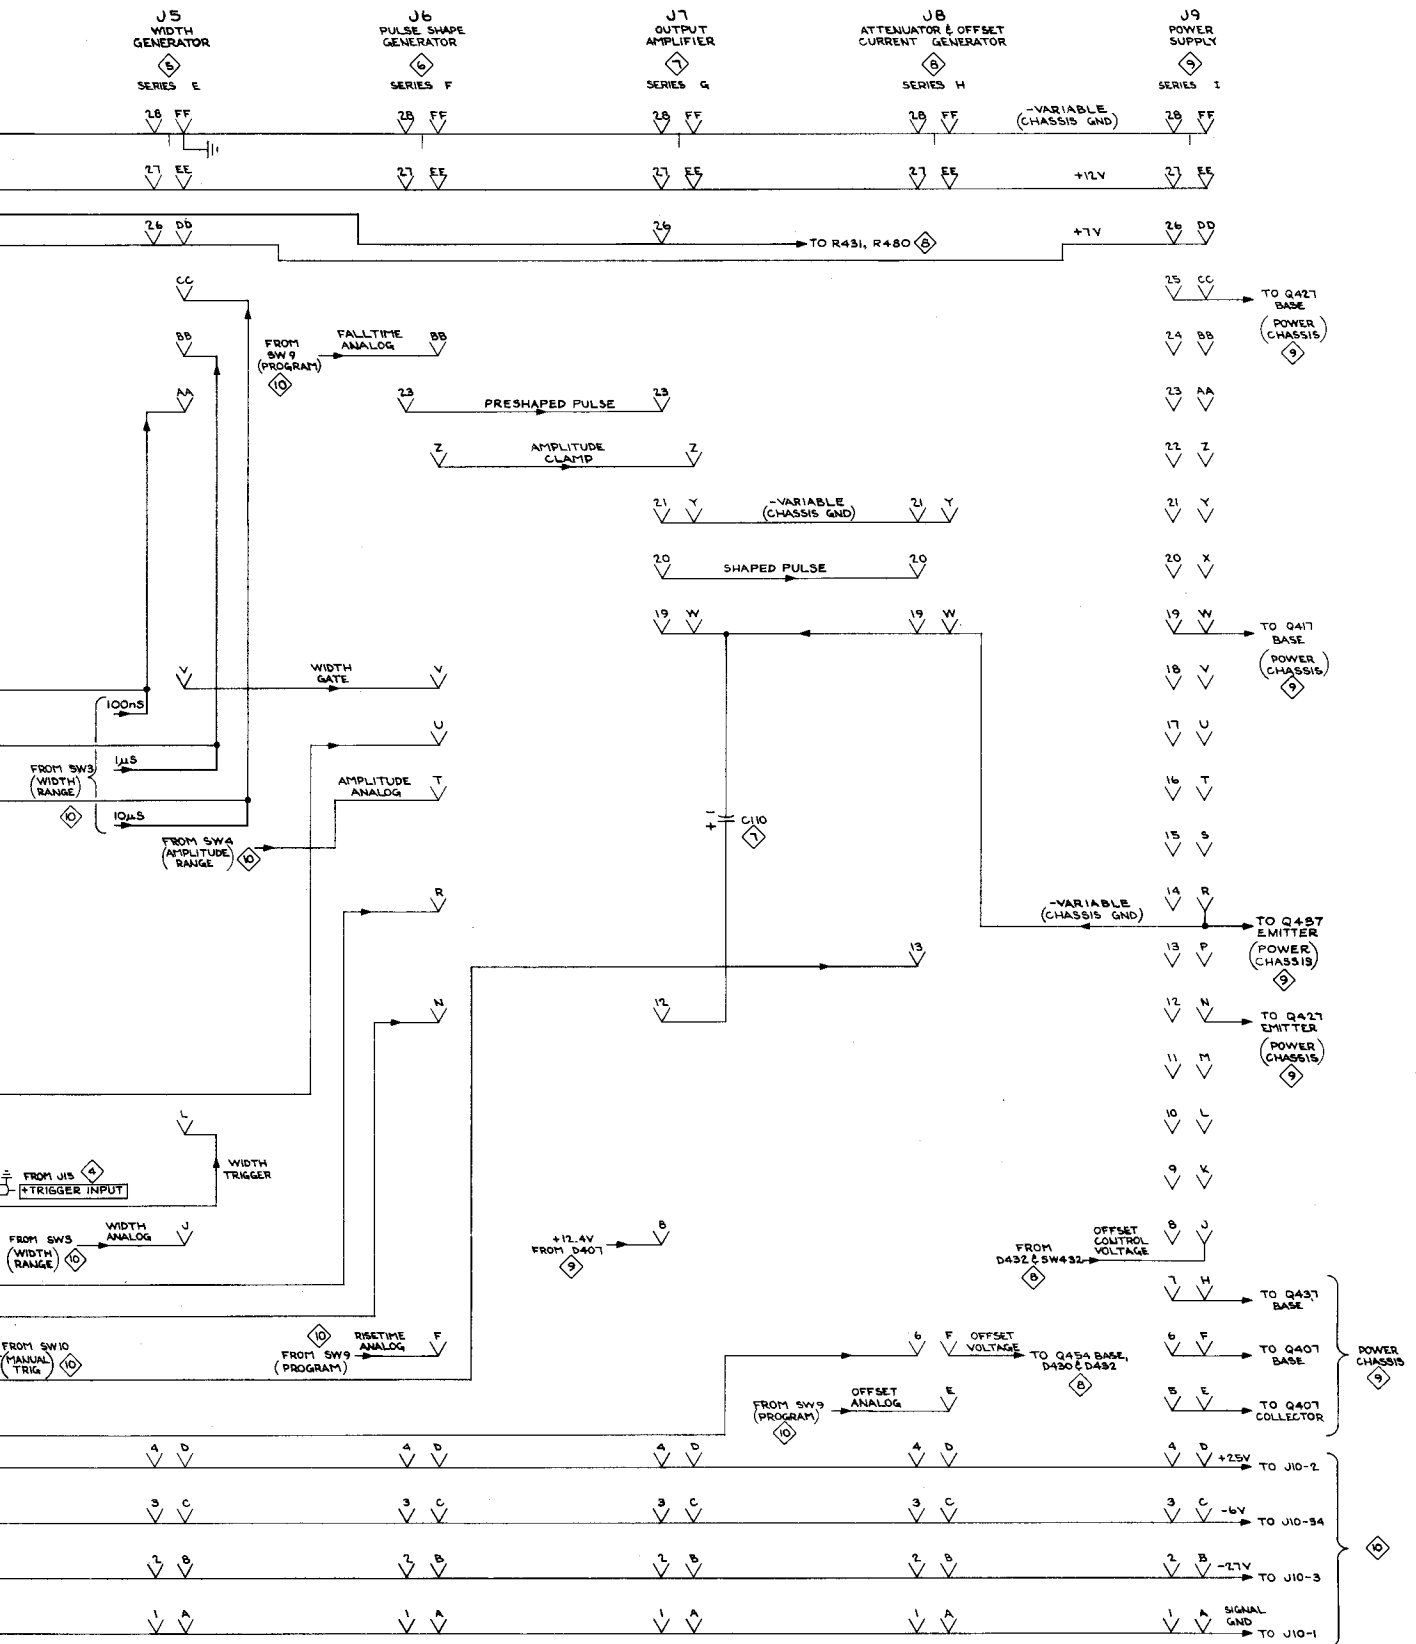 J5
WIDTH
GENERATOR
5
SERIES E
J6
PULSE SHAPE
GENERATOR
6
SERIES F
J7
OUTPUT
AMPLIFIER
7
SERIES G
J8
ATTENUATOR & OFFSET
CURRENT GENERATOR
8
SERIES H
J9
POWER
SUPPLY
9
SERIES I
28 FF 28 FF 28 FF 28 FF -VARIABLE 28 FF
(CHASSIS GND)
27 EE 27 EE 27 EE 27 EE +12V 27 EE
26 DD 26 TO R431, R480 8 +7V 26 DD
CC 25 CC TO Q427
BASE
(POWER
CHASSIS)
9
BB FROM
SW9
(PROGRAM)
10
FALLTIME
ANALOG
BB 24 BB
AA 23 PRESHAPED PULSE 23 23 AA
Z AMPLITUDE
CLAMP
Z 22 Z
21 Y -VARIABLE
(CHASSIS GND)
21 Y 21 Y
20 SHAPED PULSE 20 20 X
19 W 19 W 19 W TO Q417
BASE
(POWER
CHASSIS)
9
V WIDTH
GATE
V 18 V
100nS
U 17 U
1µS
FROM SW3
(WIDTH
RANGE)
10
10µS
AMPLITUDE
ANALOG
T 16 T
FROM SW4
(AMPLITUDE
RANGE)
10
C110
7
- +
15 S
R -VARIABLE
(CHASSIS GND)
14 R TO Q437
EMITTER
(POWER
CHASSIS)
9
13 13 P
N 12 12 N TO Q427
EMITTER
(POWER
CHASSIS)
9
11 M
L 10 L
WIDTH
TRIGGER
FROM J15 4
+TRIGGER INPUT
9 K
FROM SW3
(WIDTH
RANGE)
10
WIDTH
ANALOG
J
+12.4V
FROM D407
9
8
FROM
D432 & SW432
8
OFFSET
CONTROL
VOLTAGE
8 J
7 H TO Q437
BASE
FROM SW10
(MANUAL
TRIG)
10
10
FROM SW9
(PROGRAM)
RISETIME
ANALOG
F
6 F OFFSET
VOLTAGE
TO Q454 BASE,
D430 & D432
8
6 F TO Q407
BASE
POWER
CHASSIS
9
FROM SW9
(PROGRAM)
10
OFFSET
ANALOG
E
5 E TO Q407
COLLECTOR
4 D 4 D 4 D 4 D 4 D +25V TO J10-2
3 C 3 C 3 C 3 C 3 C -6V TO J10-34
10
2 B 2 B 2 B 2 B 2 B -27V TO J10-3
1 A 1 A 1 A 1 A 1 A SIGNAL
GND
TO J10-1